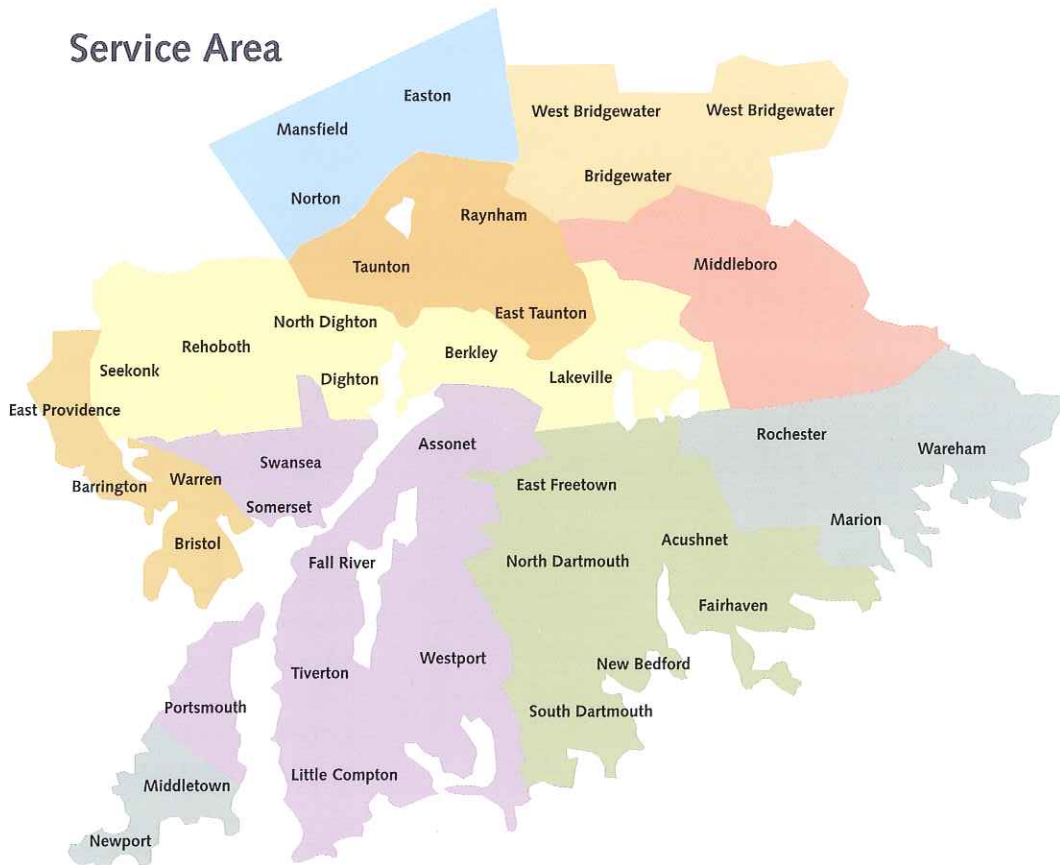 Service Area
Easton
Mansfield
West Bridgewater
West Bridgewater
Bridgewater
Norton
Raynham
Taunton
Middleboro
East Taunton
North Dighton
Rehoboth
Berkley
Seekonk
Dighton
Lakeville
East Providence
Assonet
Rochester
Wareham
Swansea
Warren
Barrington
Somerset
East Freetown
Marion
Bristol
Fall River
North Dartmouth
Acushnet
Fairhaven
Westport
New Bedford
Tiverton
Portsmouth
South Dartmouth
Middletown
Little Compton
Newport